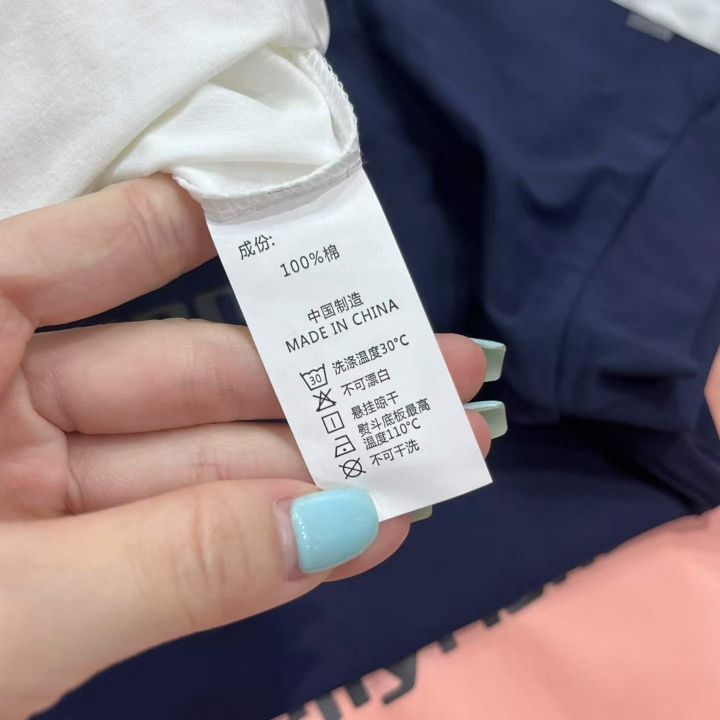 成份:
100%棉
中国制造
MADE IN CHINA
30 洗涤温度30°C
不可漂白
悬挂晾干
熨斗底板最高
温度110°C
不可干洗